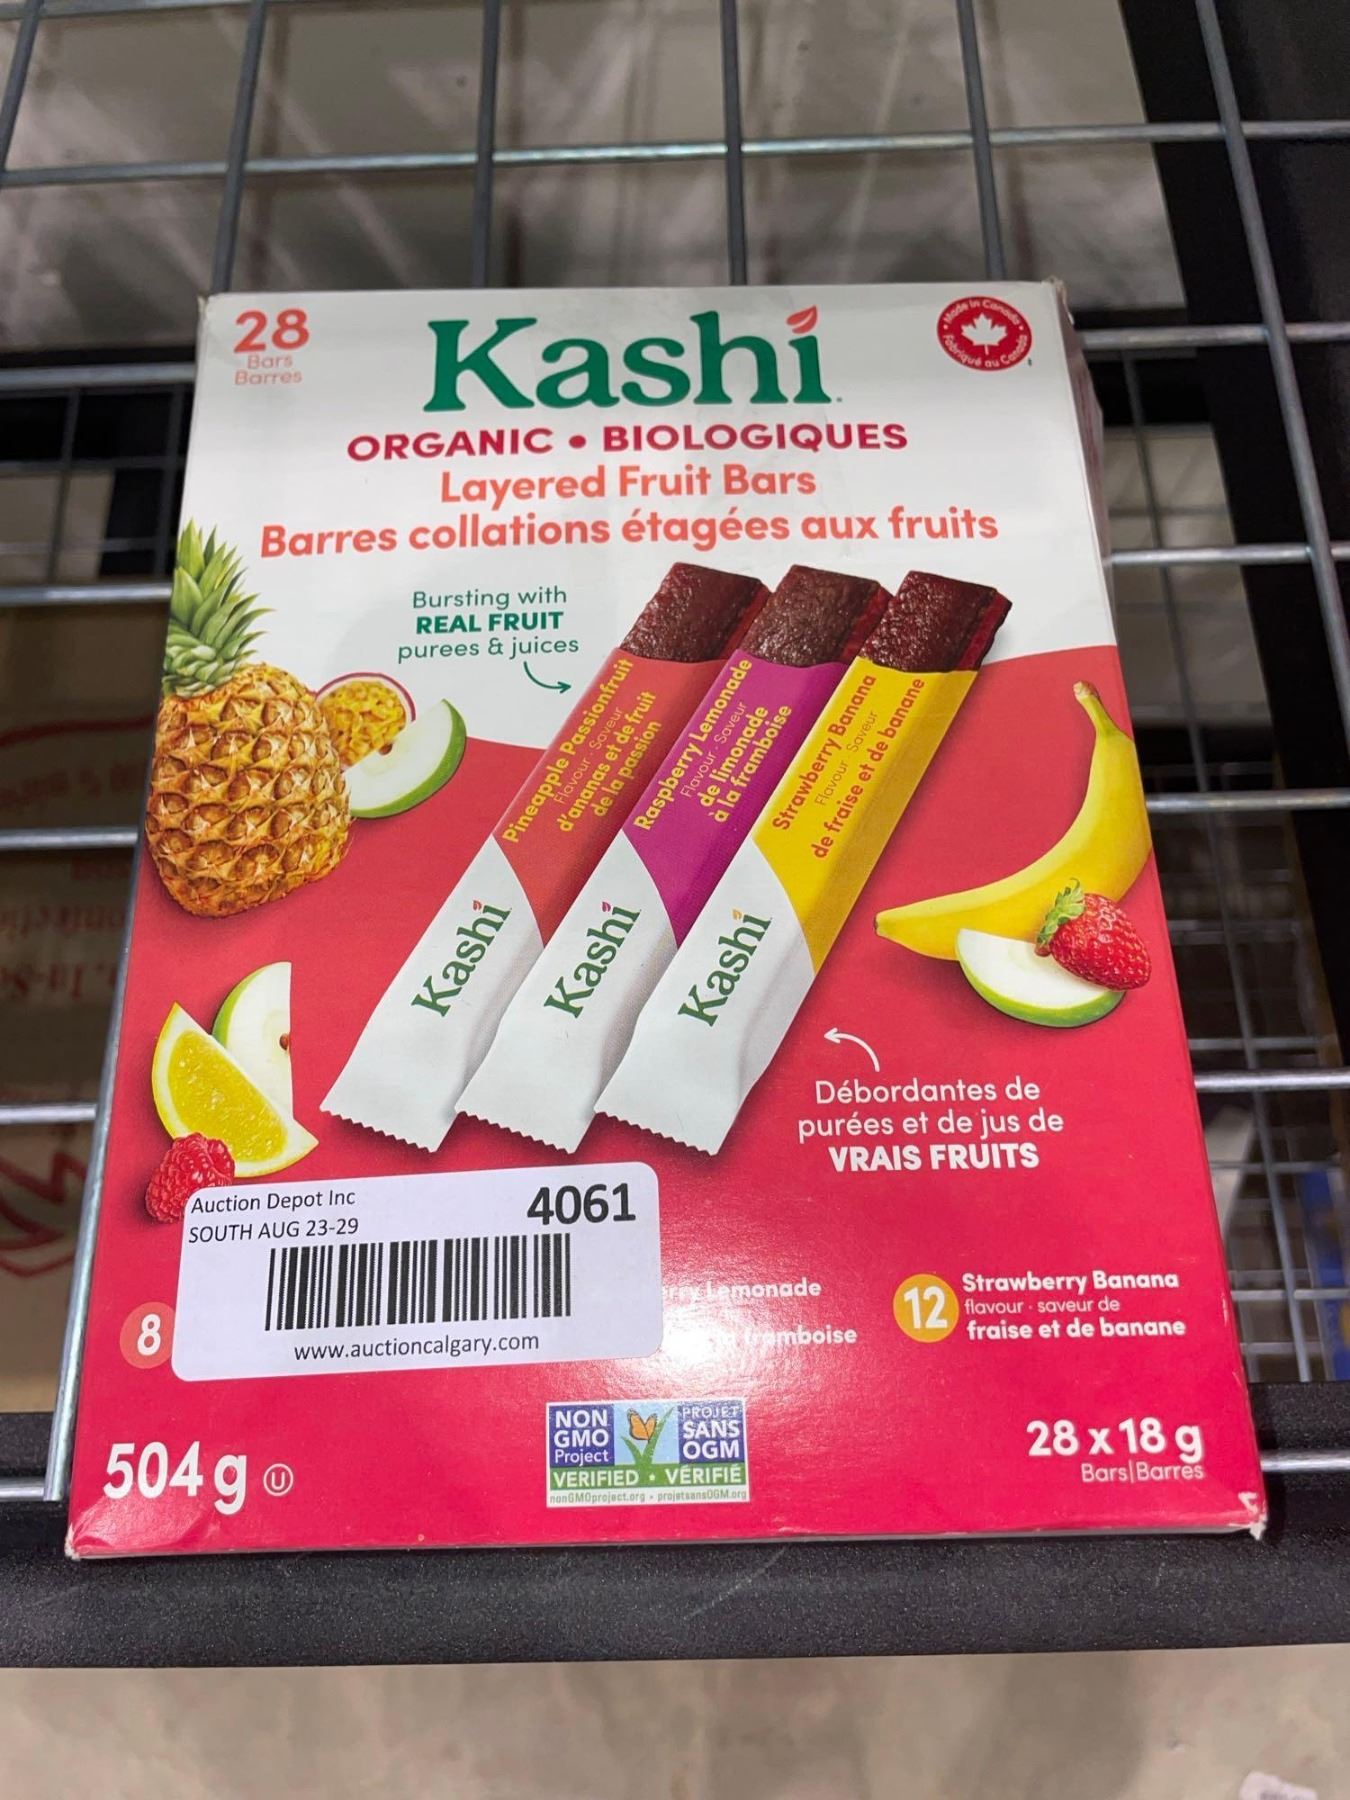 28
Bars
Barres
Kashi
Made in Canada
Fabriqué au Canada
ORGANIC • BIOLOGIQUES
Layered Fruit Bars
Barres collations étagées aux fruits
Bursting with
REAL FRUIT
purees & juices
Pineapple Passionfruit
Flavour · Saveur
d'ananas et de fruit
de la passion
Kashi
Raspberry Lemonade
Flavour · Saveur
de limonade
à la framboise
Kashi
Strawberry Banana
Flavour · Saveur
de fraise et de banane
Kashi
Débordantes de
purées et de jus de
VRAIS FRUITS
Auction Depot Inc
4061
SOUTH AUG 23-29
www.auctioncalgary.com
8
Lemonade
framboise
12
Strawberry Banana
flavour · saveur de
fraise et de banane
504 g U
NON
GMO
Project
PROJET
SANS
OGM
VERIFIED • VÉRIFIÉ
nonGMOproject.org • projetsansOGM.org
28 x 18 g
Bars|Barres